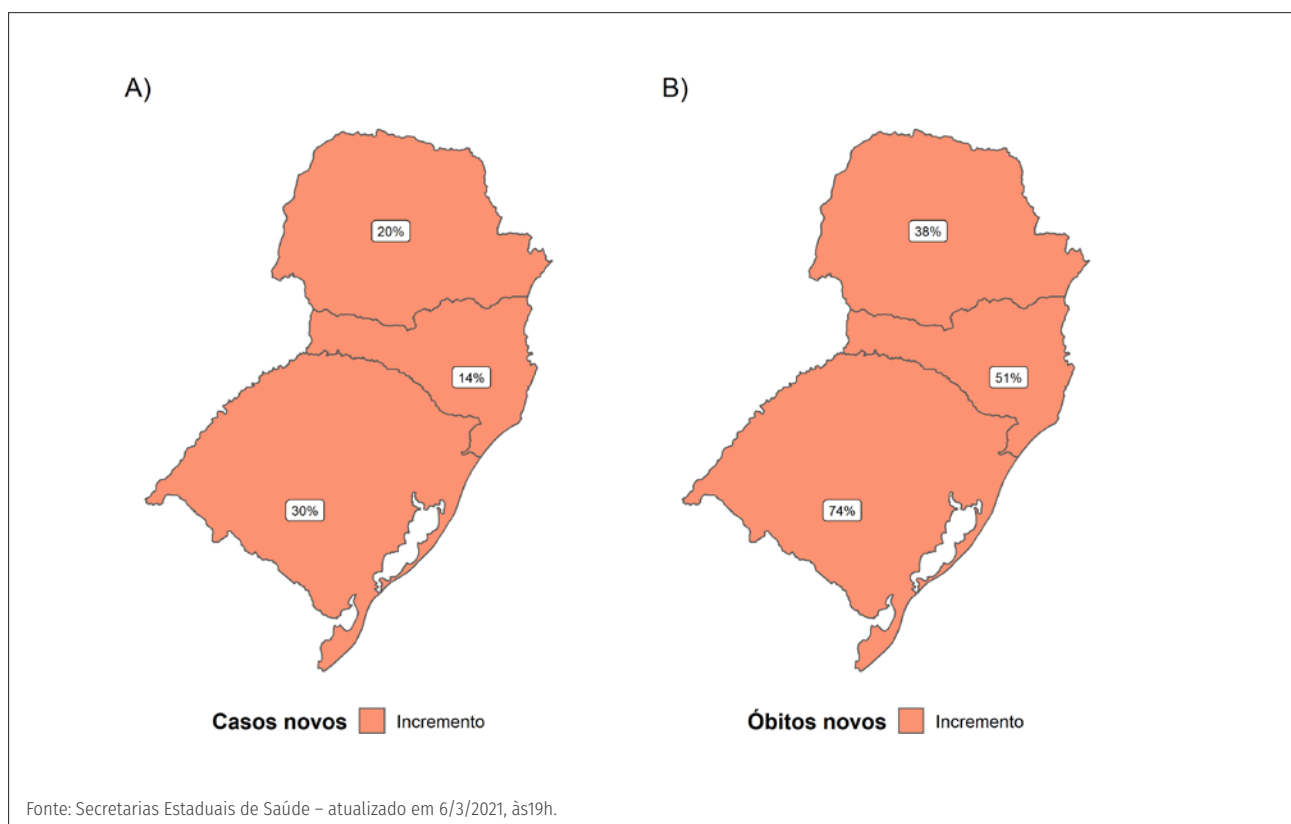 A)
20%
14%
30%
Casos novos Incremento
B)
38%
51%
74%
Óbitos novos Incremento
Fonte: Secretarias Estaduais de Saúde – atualizado em 6/3/2021, às19h.